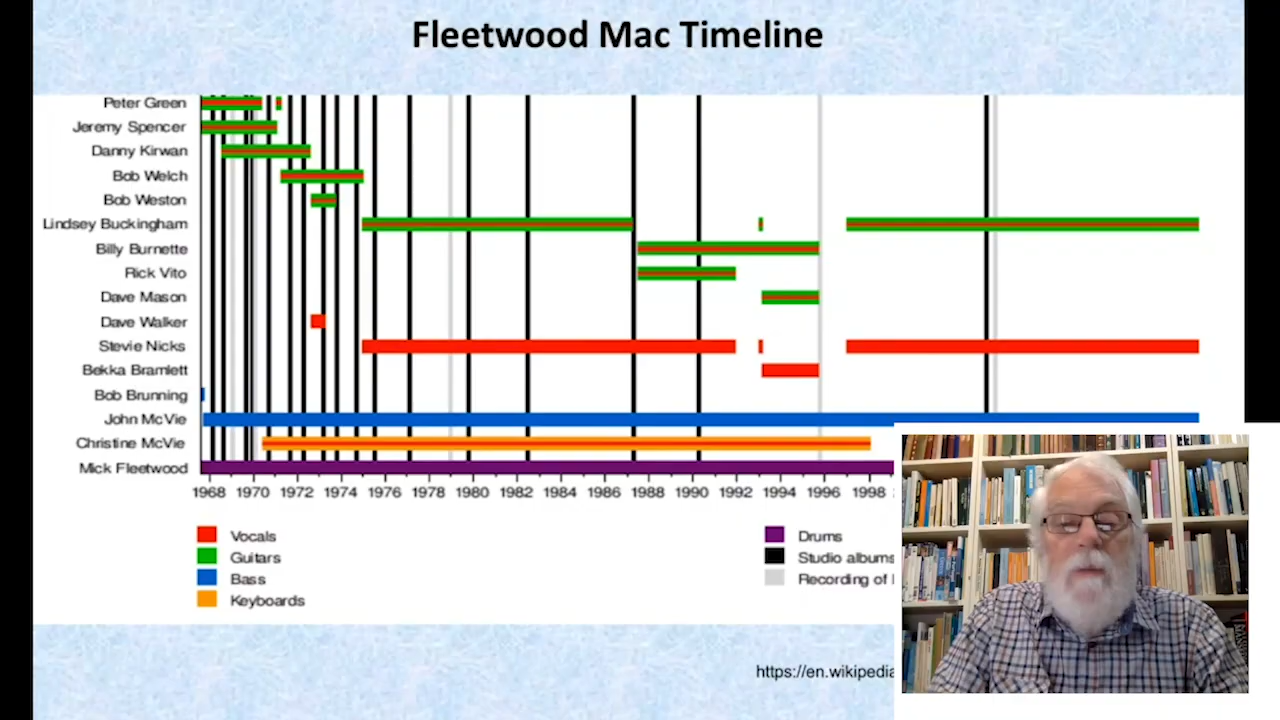 Fleetwood Mac Timeline
Peter Green
Jeremy Spencer
Danny Kirwan
Bob Welch
Bob Weston
Lindsey Buckingham
Billy Burnette
Rick Vito
Dave Mason
Dave Walker
Stevie Nicks
Bekka Bramlett
Bob Brunning
John McVie
Christine McVie
Mick Fleetwood
1968 1970 1972 1974 1976 1978 1980 1982 1984 1986 1988 1990 1992 1994 1996 1998
Vocals
Guitars
Bass
Keyboards
Drums
Studio albums
Recording of
https://en.wikipedia